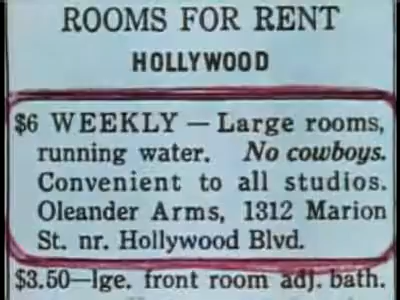 ROOMS FOR RENT
HOLLYWOOD
$6 WEEKLY — Large rooms,
running water. No cowboys.
Convenient to all studios.
Oleander Arms, 1312 Marion
St. nr. Hollywood Blvd.
$3.50—lge. front room adj. bath.